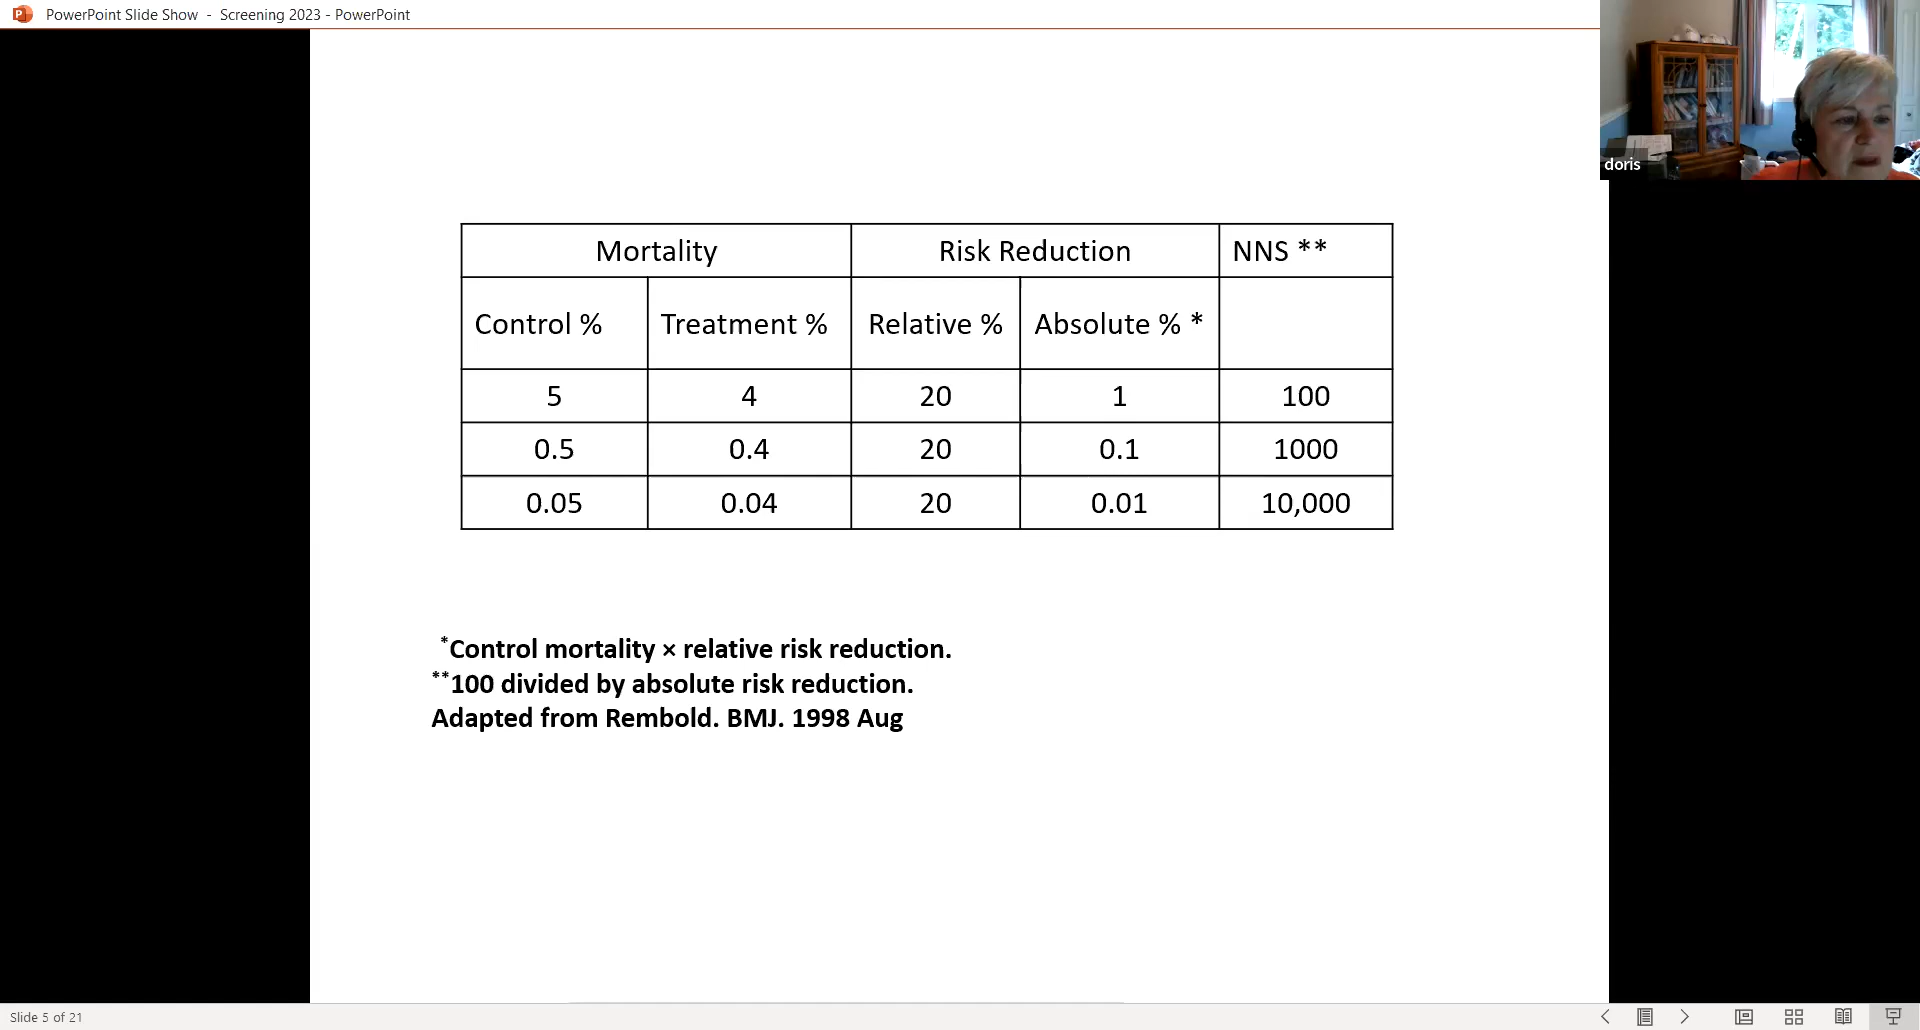 PowerPoint Slide Show - Screening 2023 - PowerPoint
doris
Mortality Risk Reduction NNS **
Control % Treatment % Relative % Absolute % *
5 4 20 1 100
0.5 0.4 20 0.1 1000
0.05 0.04 20 0.01 10,000
*Control mortality × relative risk reduction.
**100 divided by absolute risk reduction.
Adapted from Rembold. BMJ. 1998 Aug
Slide 5 of 21